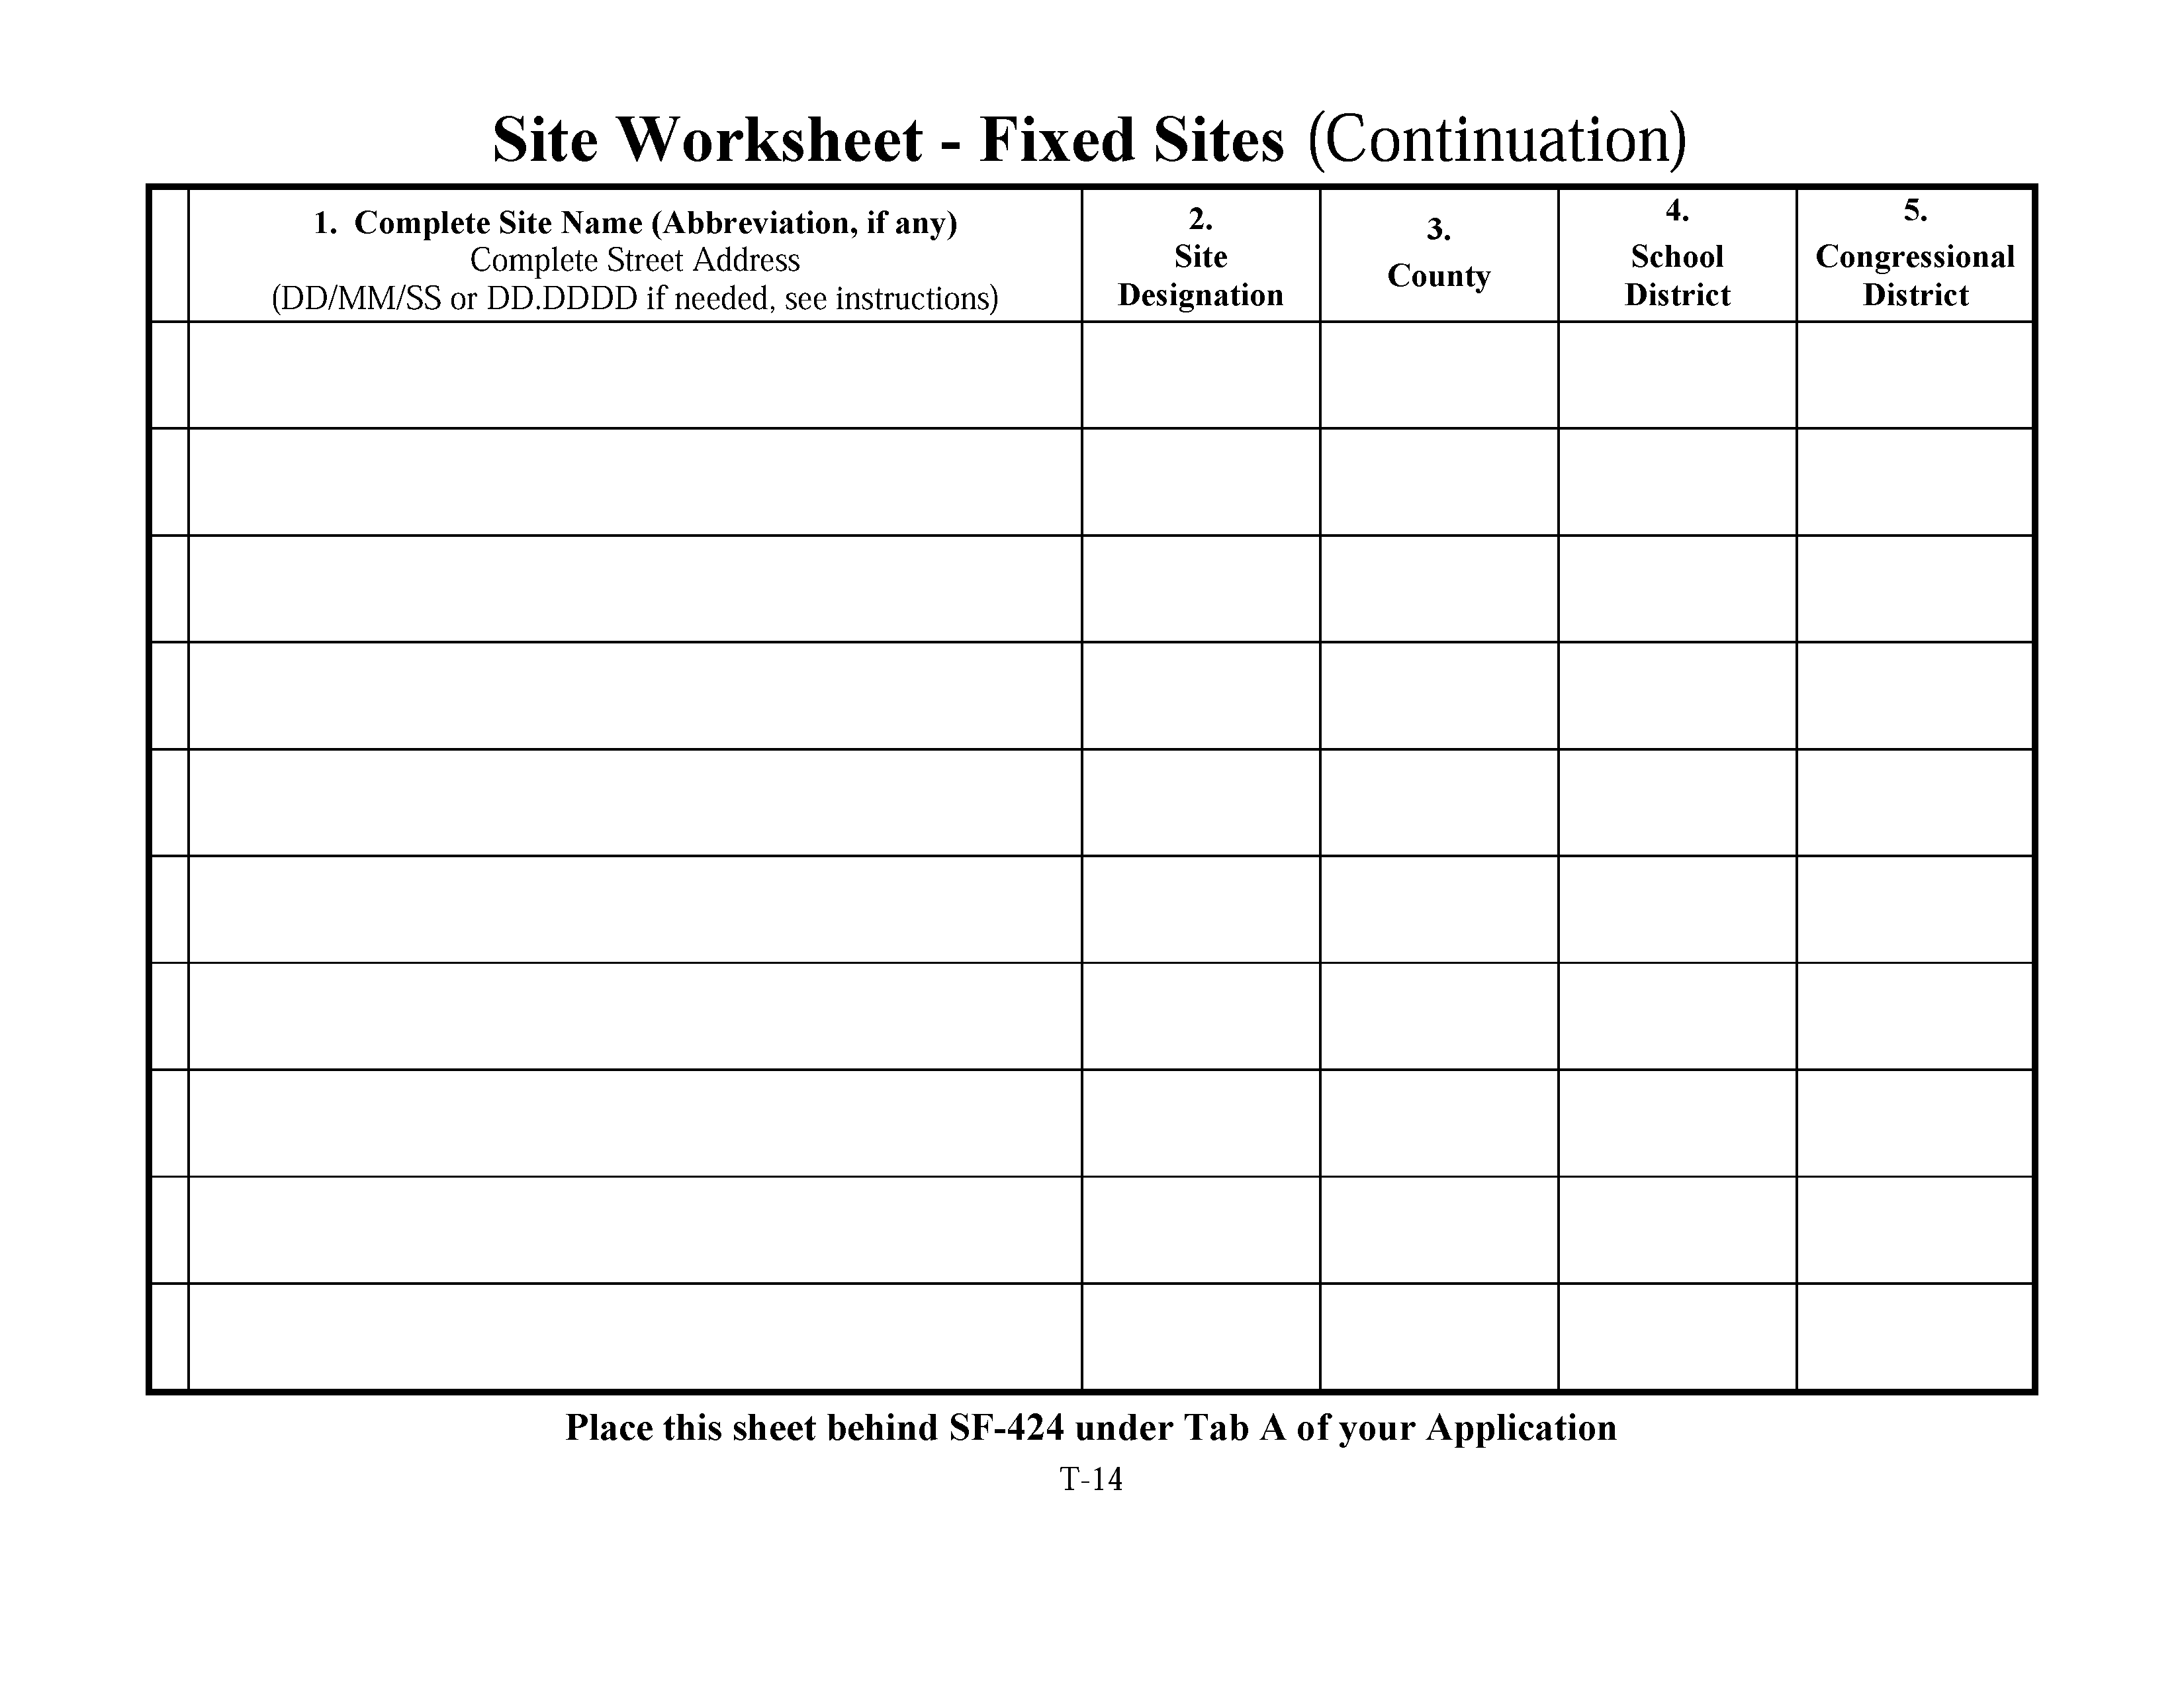 Site Worksheet - Fixed Sites (Continuation)
1. Complete Site Name (Abbreviation, if any)
Complete Street Address
(DD/MM/SS or DD.DDDD if needed, see instructions)
2.
Site
Designation
3.
County
4.
School
District
5.
Congressional
District
Place this sheet behind SF-424 under Tab A of your Application
T-14